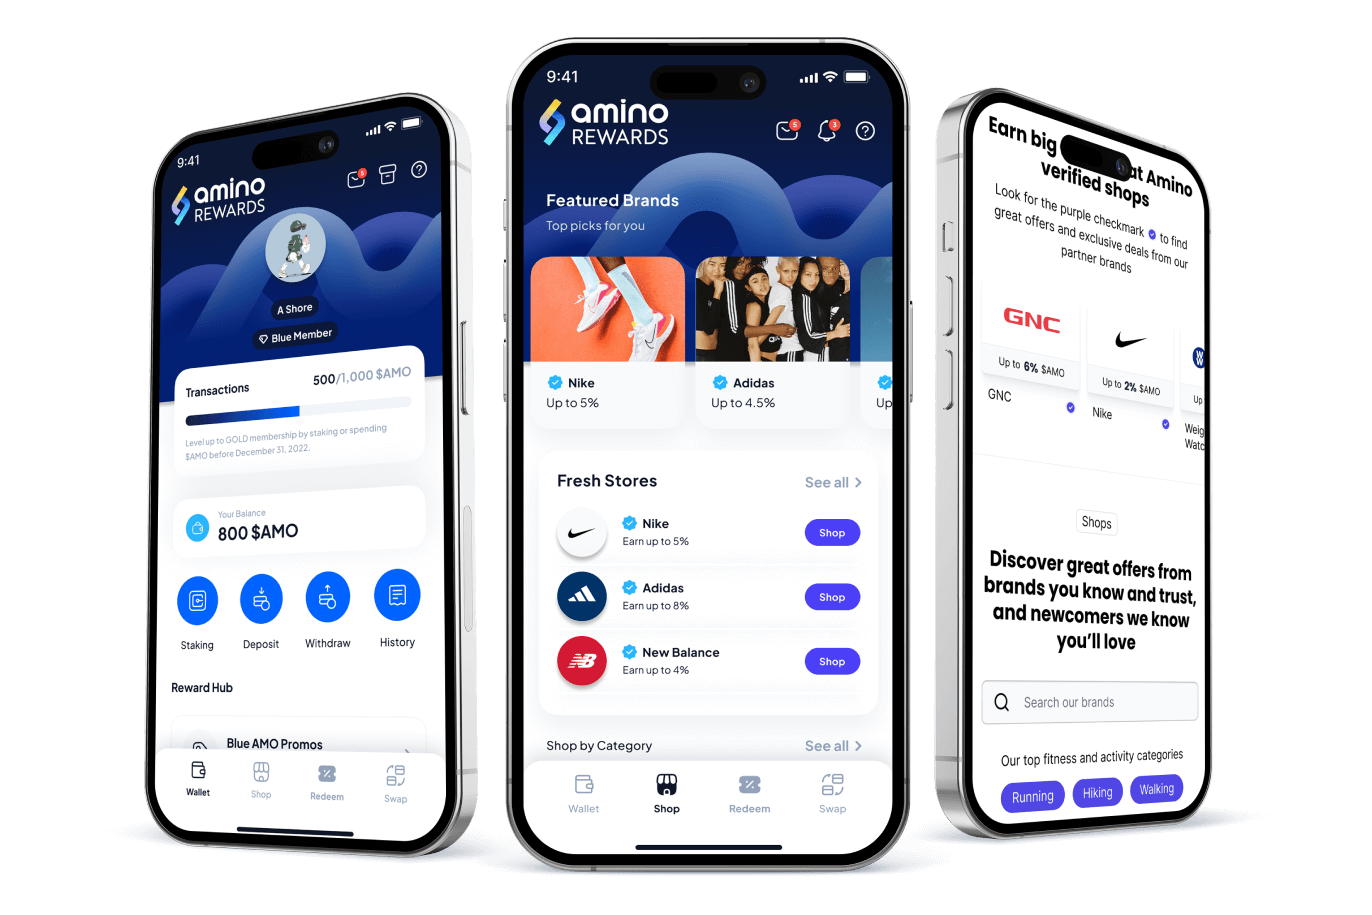 9:41
amino
REWARDS
5
A Shore
Blue Member
Transactions
500/1,000 $AMO
Level up to GOLD membership by staking or spending
$AMO before December 31, 2022.
Your Balance
800 $AMO
Staking
Deposit
Withdraw
History
Reward Hub
Blue AMO Promos
Wallet
Shop
Redeem
Swap
9:41
amino
REWARDS
5
3
Featured Brands
Top picks for you
Nike
Up to 5%
Adidas
Up to 4.5%
Up
Fresh Stores
See all
Nike
Earn up to 5%
Shop
Adidas
Earn up to 8%
Shop
New Balance
Earn up to 4%
Shop
Shop by Category
See all
Wallet
Shop
Redeem
Swap
Earn big at Amino
verified shops
Look for the purple checkmark to find
great offers and exclusive deals from our
partner brands
GNC
Up to 6% $AMO
GNC
Up to 2% $AMO
Nike
Up
Weig
Watc
Shops
Discover great offers from
brands you know and trust,
and newcomers we know
you'll love
Search our brands
Our top fitness and activity categories
Running
Hiking
Walking